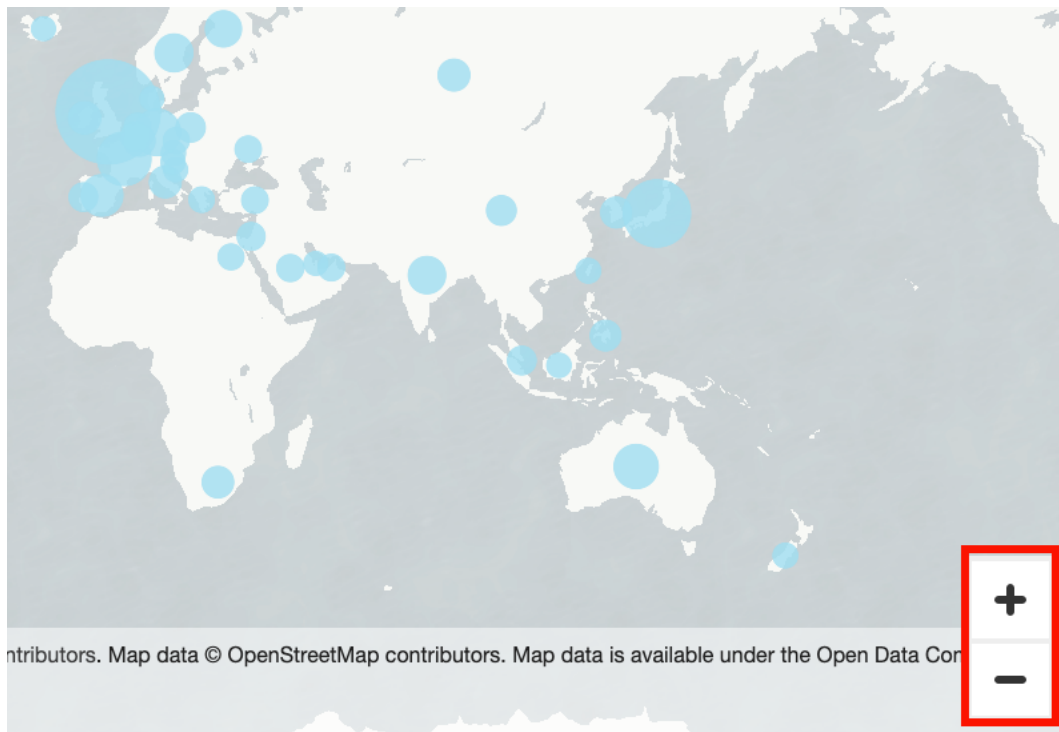 ntributors. Map data © OpenStreetMap contributors. Map data is available under the Open Data Con
+
−